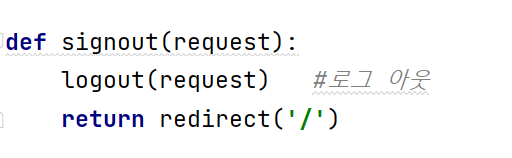 def signout(request):
    logout(request)   #로그 아웃
    return redirect('/')